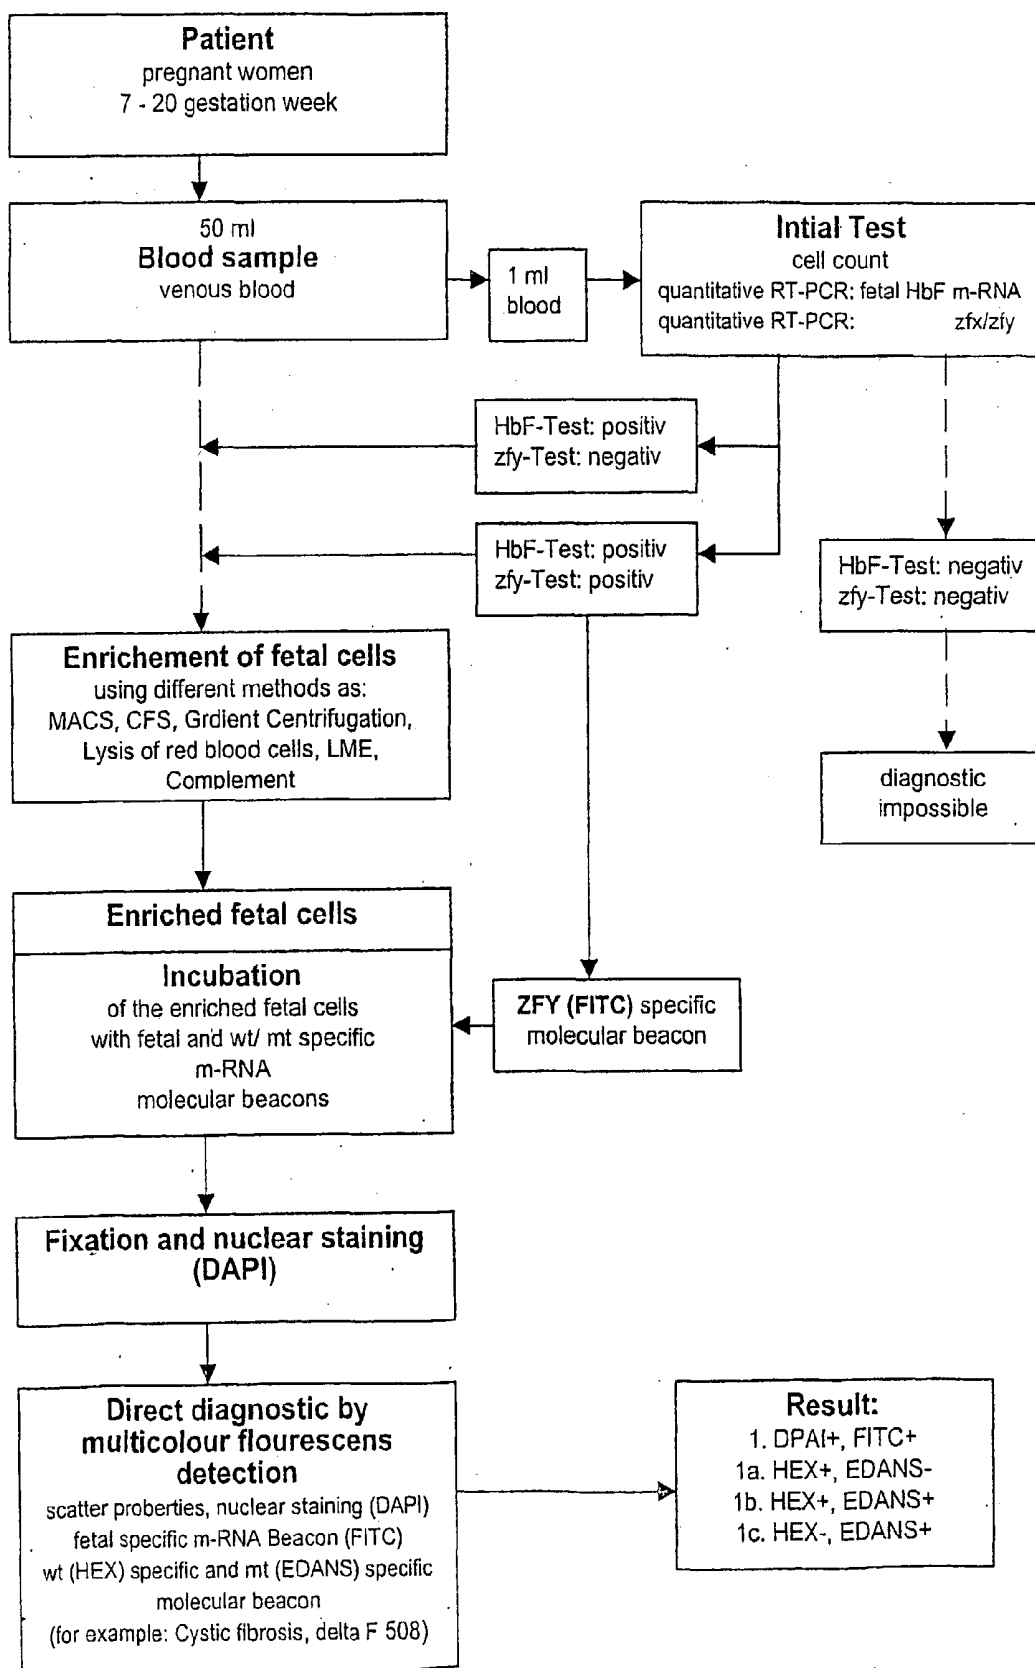 Patient
pregnant women
7 - 20 gestation week
50 ml
Blood sample
venous blood
1 ml
blood
Intial Test
cell count
quantitative RT-PCR: fetal HbF m-RNA
quantitative RT-PCR: zfx/zfy
HbF-Test: positiv
zfy-Test: negativ
HbF-Test: positiv
zfy-Test: positiv
HbF-Test: negativ
zfy-Test: negativ
diagnostic
impossible
Enrichement of fetal cells
using different methods as:
MACS, CFS, Grdient Centrifugation,
Lysis of red blood cells, LME,
Complement
Enriched fetal cells
Incubation
of the enriched fetal cells
with fetal and wt/ mt specific
m-RNA
molecular beacons
ZFY (FITC) specific
molecular beacon
Fixation and nuclear staining
(DAPI)
Direct diagnostic by
multicolour flourescens
detection
scatter proberties, nuclear staining (DAPI)
fetal specific m-RNA Beacon (FITC)
wt (HEX) specific and mt (EDANS) specific
molecular beacon
(for example: Cystic fibrosis, delta F 508)
Result:
1. DPAI+, FITC+
1a. HEX+, EDANS-
1b. HEX+, EDANS+
1c. HEX-, EDANS+